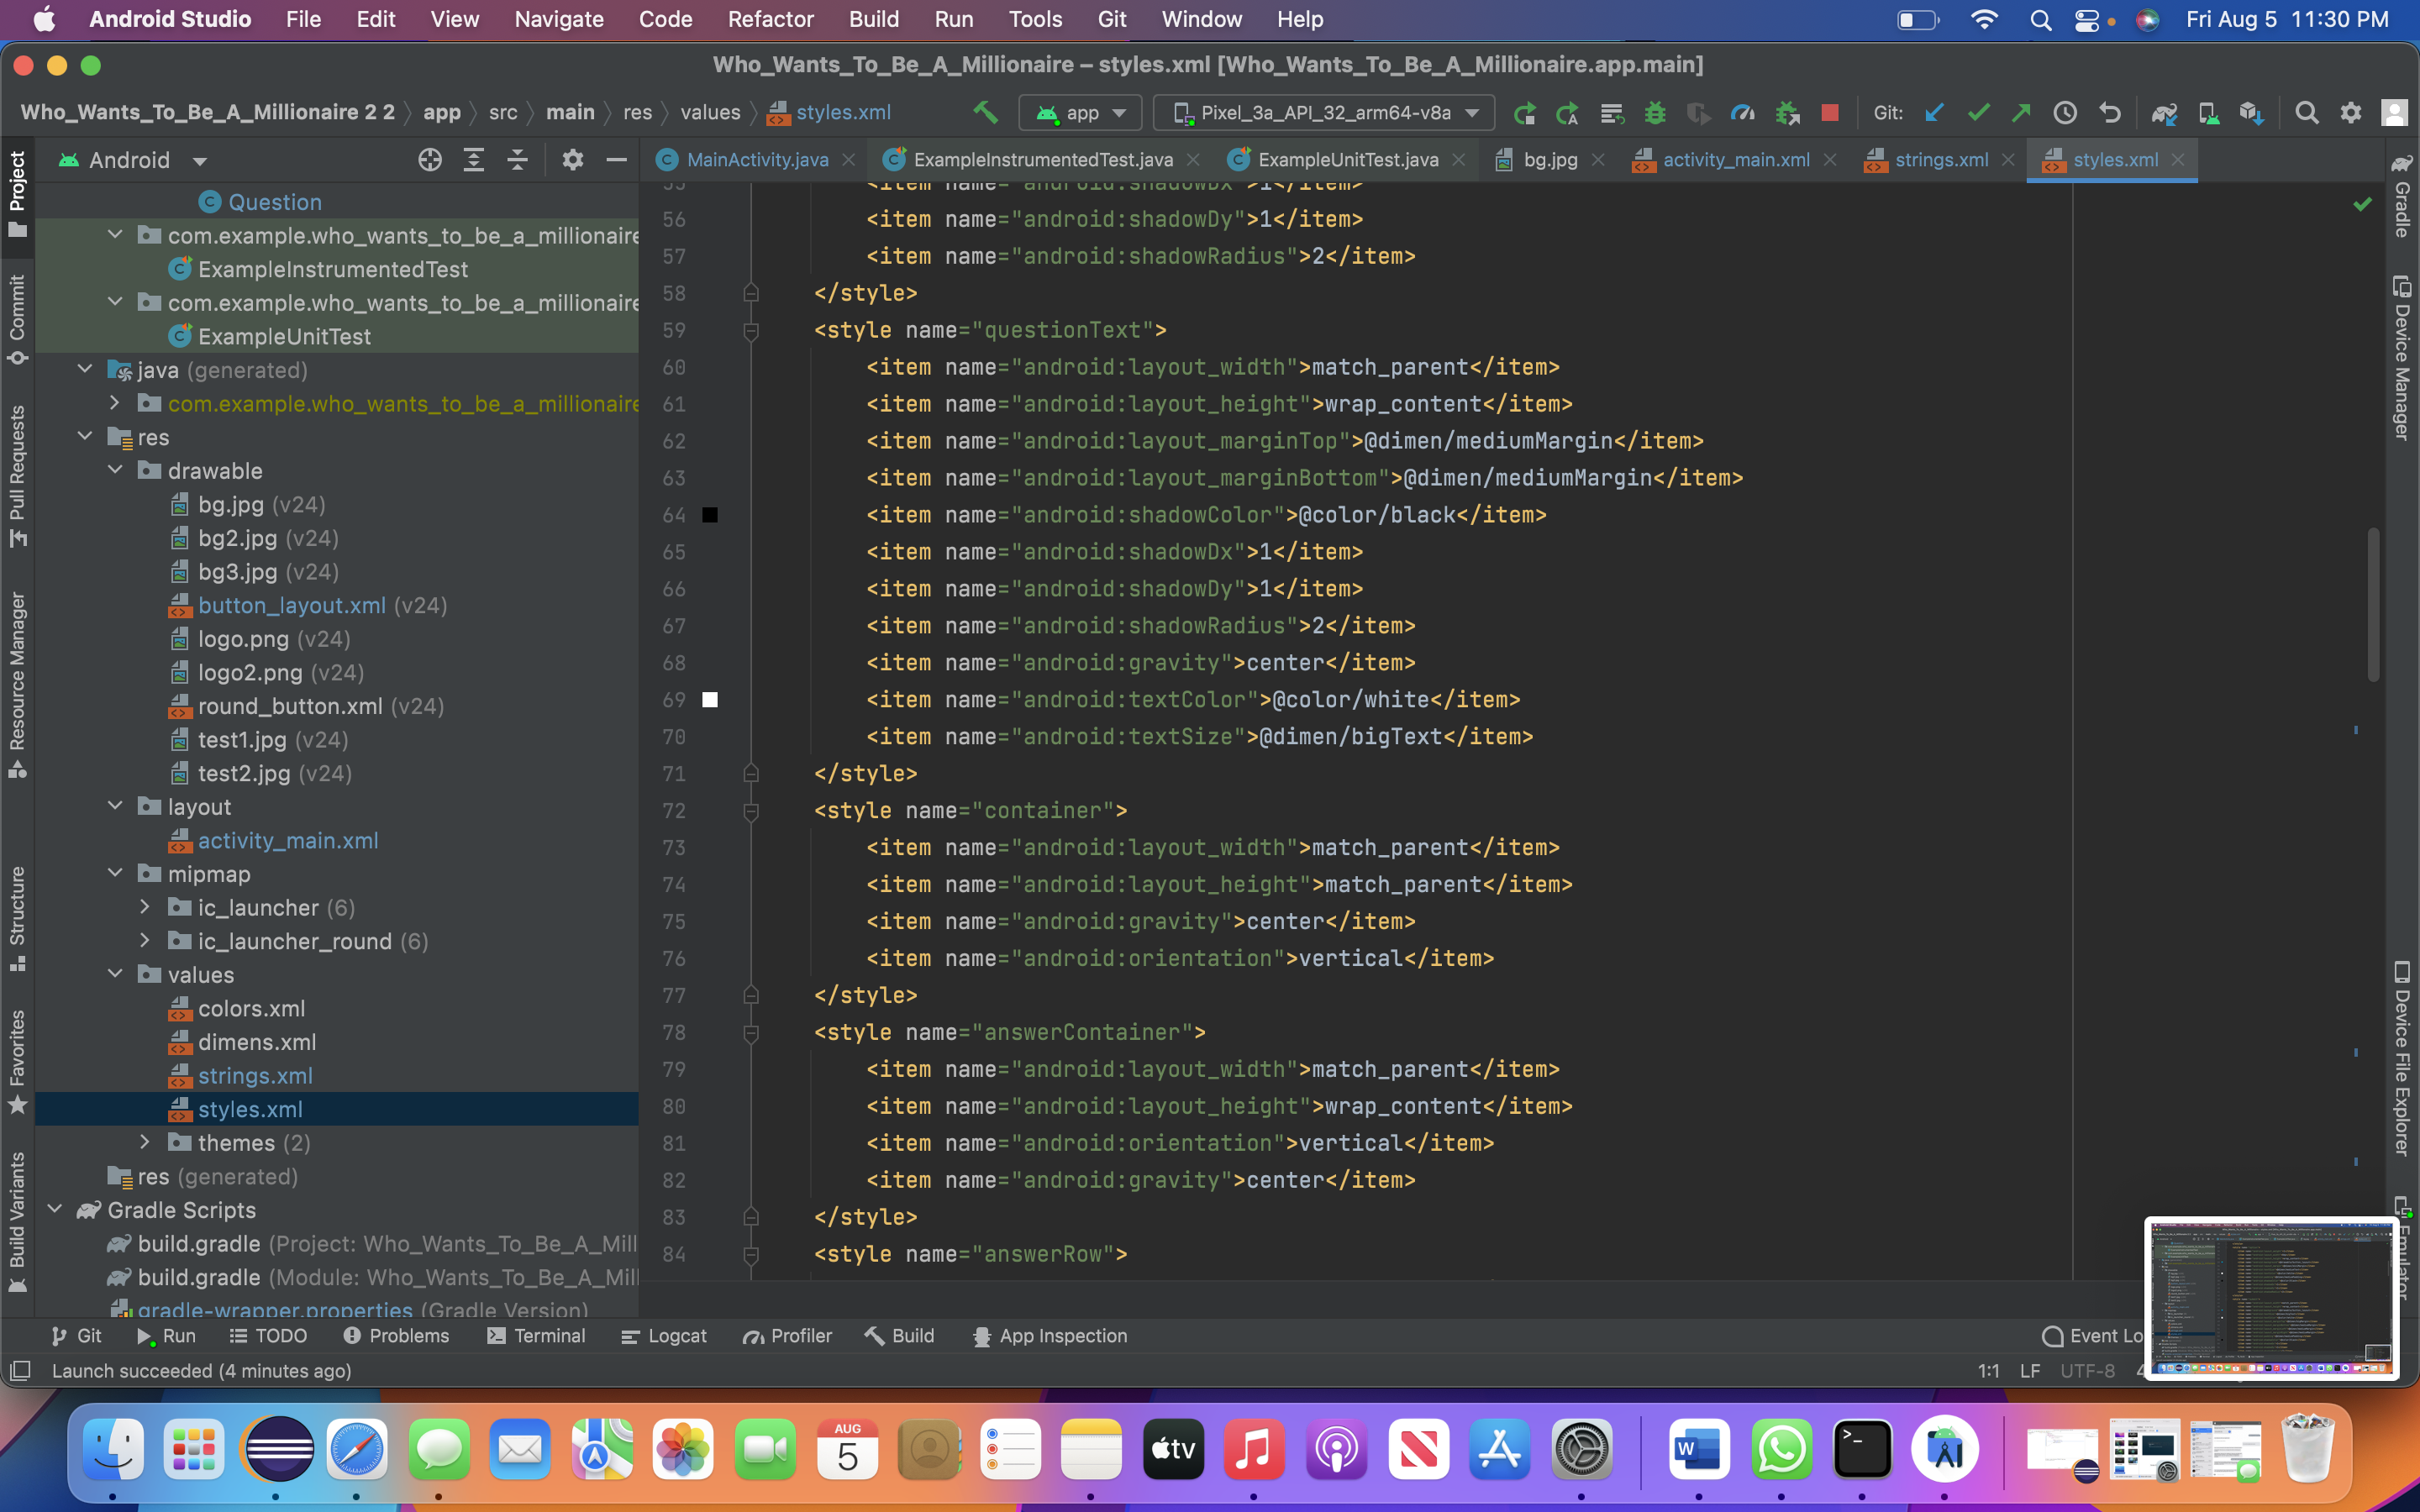 Android Studio File Edit View Navigate Code Refactor Build Run Tools Git Window Help Fri Aug 5 11:30 PM
Who_Wants_To_Be_A_Millionaire – styles.xml [Who_Wants_To_Be_A_Millionaire.app.main]
Who_Wants_To_Be_A_Millionaire 2 2 app src main res values styles.xml app Pixel_3a_API_32_arm64-v8a Git:
Android MainActivity.java ExampleInstrumentedTest.java ExampleUnitTest.java bg.jpg activity_main.xml strings.xml styles.xml
Project
Commit
Pull Requests
Resource Manager
Structure
Favorites
Build Variants
Question
com.example.who_wants_to_be_a_millionaire
ExampleInstrumentedTest
com.example.who_wants_to_be_a_millionaire
ExampleUnitTest
java (generated)
com.example.who_wants_to_be_a_millionaire
res
drawable
bg.jpg (v24)
bg2.jpg (v24)
bg3.jpg (v24)
button_layout.xml (v24)
logo.png (v24)
logo2.png (v24)
round_button.xml (v24)
test1.jpg (v24)
test2.jpg (v24)
layout
activity_main.xml
mipmap
ic_launcher (6)
ic_launcher_round (6)
values
colors.xml
dimens.xml
strings.xml
styles.xml
themes (2)
res (generated)
Gradle Scripts
build.gradle (Project: Who_Wants_To_Be_A_Mill
build.gradle (Module: Who_Wants_To_Be_A_Mil
gradle-wrapper.properties (Gradle Version)
55 <item name="android:shadowDx">1</item>
56 <item name="android:shadowDy">1</item>
57 <item name="android:shadowRadius">2</item>
58 </style>
59 <style name="questionText">
60 <item name="android:layout_width">match_parent</item>
61 <item name="android:layout_height">wrap_content</item>
62 <item name="android:layout_marginTop">@dimen/mediumMargin</item>
63 <item name="android:layout_marginBottom">@dimen/mediumMargin</item>
64 <item name="android:shadowColor">@color/black</item>
65 <item name="android:shadowDx">1</item>
66 <item name="android:shadowDy">1</item>
67 <item name="android:shadowRadius">2</item>
68 <item name="android:gravity">center</item>
69 <item name="android:textColor">@color/white</item>
70 <item name="android:textSize">@dimen/bigText</item>
71 </style>
72 <style name="container">
73 <item name="android:layout_width">match_parent</item>
74 <item name="android:layout_height">match_parent</item>
75 <item name="android:gravity">center</item>
76 <item name="android:orientation">vertical</item>
77 </style>
78 <style name="answerContainer">
79 <item name="android:layout_width">match_parent</item>
80 <item name="android:layout_height">wrap_content</item>
81 <item name="android:orientation">vertical</item>
82 <item name="android:gravity">center</item>
83 </style>
84 <style name="answerRow">
Gradle
Device Manager
Device File Explorer
Emulator
Git Run TODO Problems Terminal Logcat Profiler Build App Inspection Event Lo
Launch succeeded (4 minutes ago) 1:1 LF UTF-8 4
AUG
5
tv
W